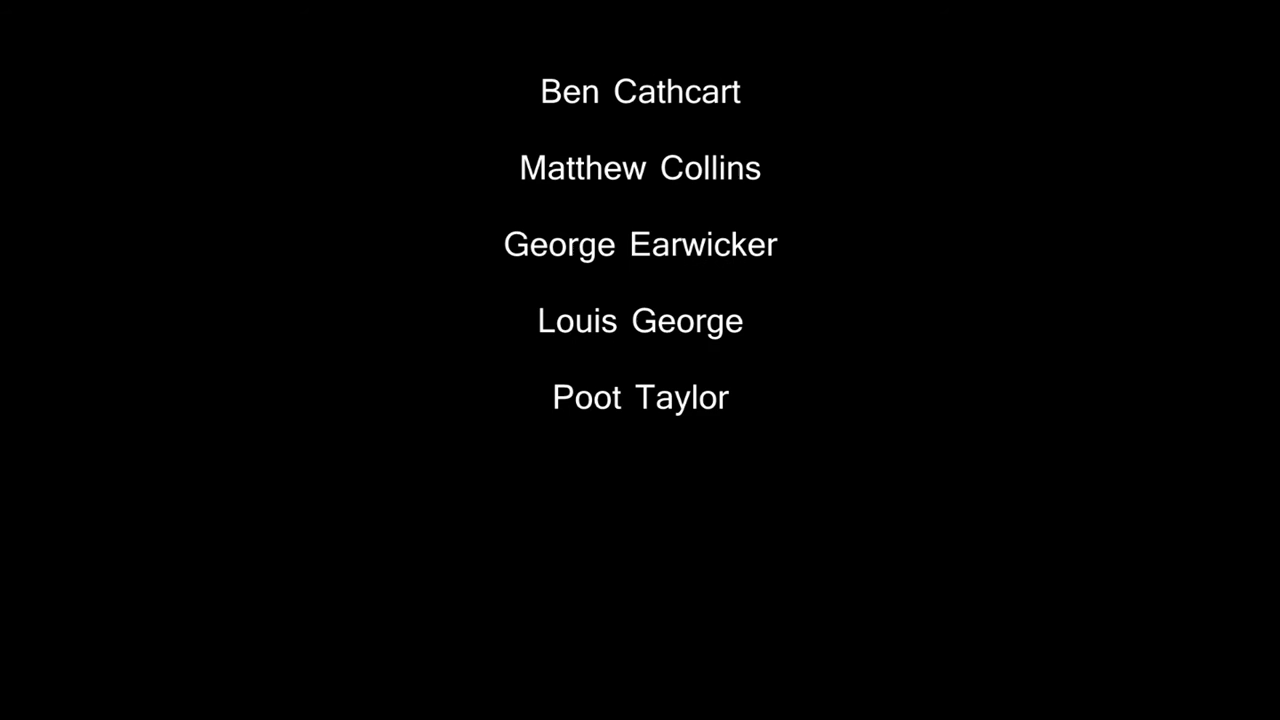 Ben Cathcart
Matthew Collins
George Earwicker
Louis George
Poot Taylor